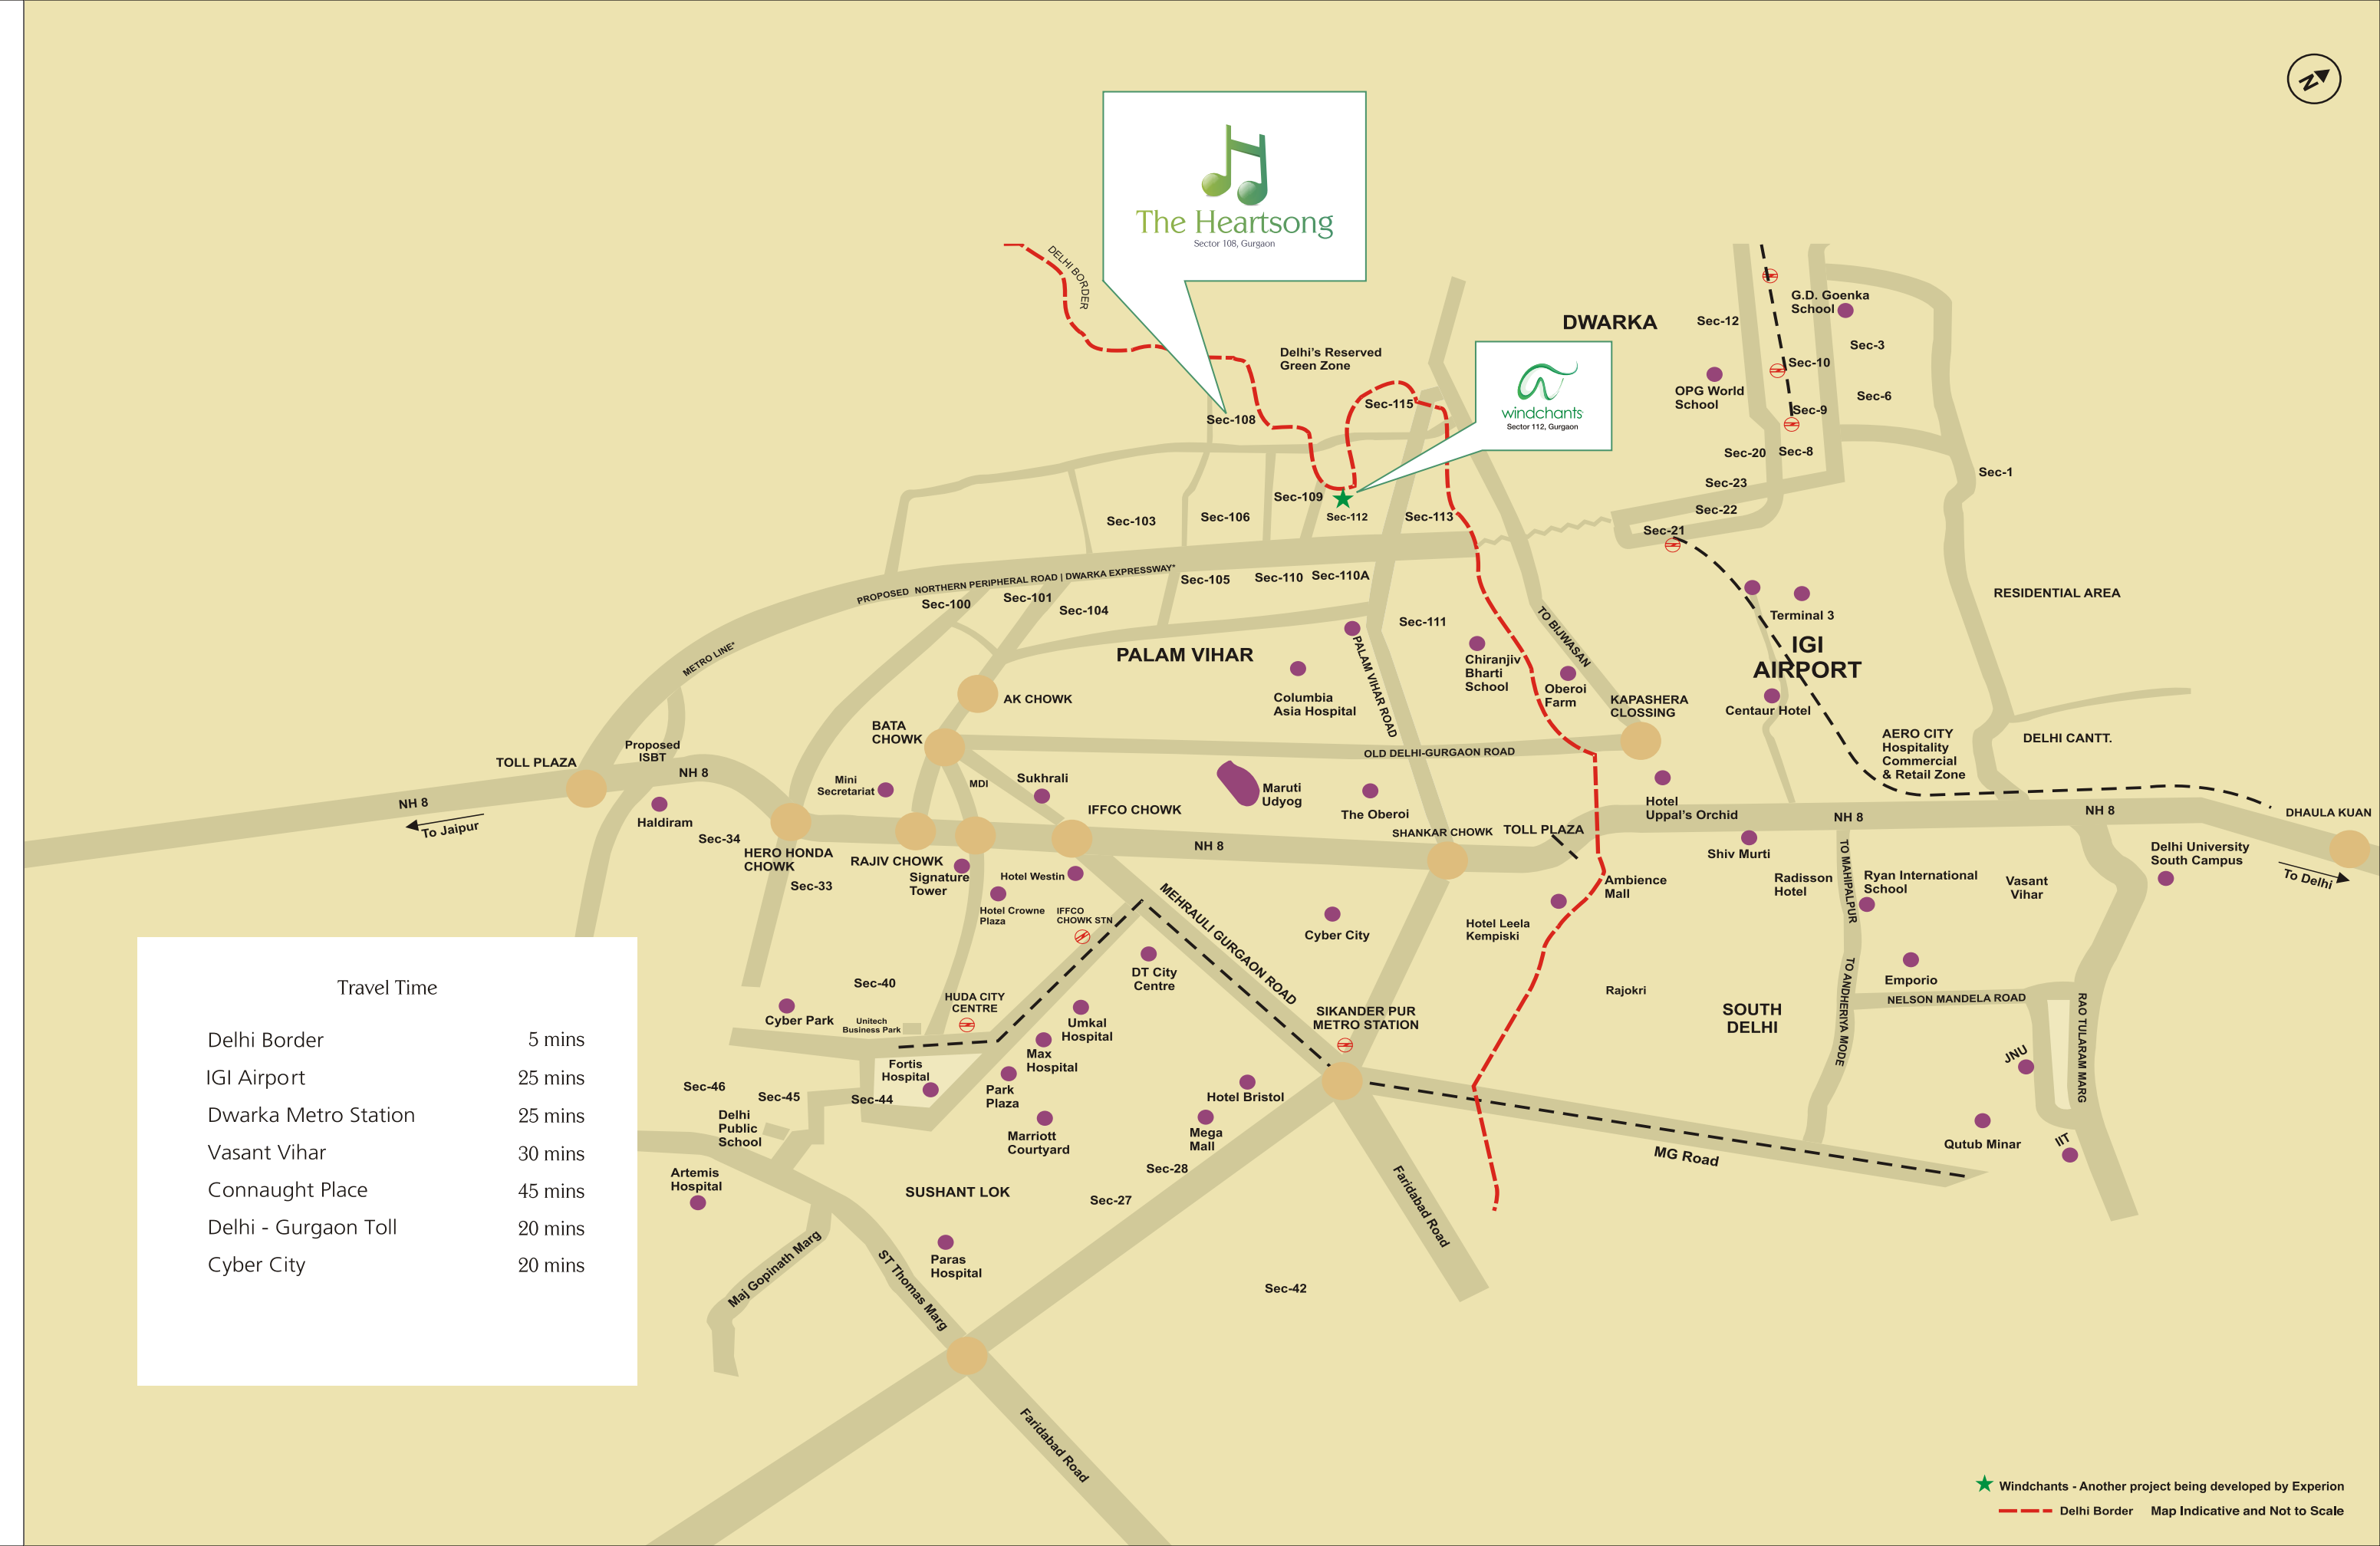 N
The Heartsong
Sector 108, Gurgaon
DELHI BORDER
Delhi's Reserved
Green Zone
DWARKA
Sec-12
G.D. Goenka
School
Sec-3
Sec-10
OPG World
School
Sec-6
Sec-9
windchants
Sector 112, Gurgaon
Sec-115
Sec-108
Sec-20
Sec-8
Sec-1
Sec-23
Sec-22
Sec-21
Sec-109
Sec-112
Sec-113
Sec-103
Sec-106
PROPOSED NORTHERN PERIPHERAL ROAD | DWARKA EXPRESSWAY*
METRO LINE*
Sec-100
Sec-101
Sec-104
Sec-105
Sec-110
Sec-110A
Sec-111
TO BIJWASAN
Terminal 3
RESIDENTIAL AREA
IGI
AIRPORT
PALAM VIHAR
PALAM VIHAR ROAD
Chiranjiv
Bharti
School
Columbia
Asia Hospital
Oberoi
Farm
KAPASHERA
CLOSSING
Centaur Hotel
AK CHOWK
BATA
CHOWK
OLD DELHI-GURGAON ROAD
AERO CITY
Hospitality
Commercial
& Retail Zone
DELHI CANTT.
TOLL PLAZA
Proposed
ISBT
NH 8
NH 8
To Jaipur
Haldiram
Mini
Secretariat
MDI
Sukhrali
IFFCO CHOWK
Maruti
Udyog
The Oberoi
Hotel
Uppal's Orchid
NH 8
NH 8
DHAULA KUAN
SHANKAR CHOWK
TOLL PLAZA
NH 8
Sec-34
HERO HONDA
CHOWK
Sec-33
RAJIV CHOWK
Signature
Tower
Hotel Westin
Hotel Crowne
Plaza
IFFCO
CHOWK STN
MEHRAULI GURGAON ROAD
Cyber City
Hotel Leela
Kempiski
Ambience
Mall
Shiv Murti
Radisson
Hotel
TO MAHIPALPUR
Ryan International
School
Vasant
Vihar
Delhi University
South Campus
To Delhi
DT City
Centre
Emporio
TO ANDHERIYA MODE
NELSON MANDELA ROAD
RAO TULARAM MARG
Rajokri
SOUTH
DELHI
SIKANDER PUR
METRO STATION
Sec-40
HUDA CITY
CENTRE
Cyber Park
Unitech
Business Park
Umkal
Hospital
Max
Hospital
Fortis
Hospital
Park
Plaza
JNU
IIT
Qutub Minar
MG Road
Hotel Bristol
Mega
Mall
Marriott
Courtyard
Sec-46
Sec-45
Sec-44
Delhi
Public
School
Artemis
Hospital
Sec-28
Sec-27
SUSHANT LOK
Faridabad Road
Maj Gopinath Marg
ST Thomas Marg
Paras
Hospital
Sec-42
Faridabad Road
Travel Time
Delhi Border 5 mins
IGI Airport 25 mins
Dwarka Metro Station 25 mins
Vasant Vihar 30 mins
Connaught Place 45 mins
Delhi - Gurgaon Toll 20 mins
Cyber City 20 mins
Windchants - Another project being developed by Experion
Delhi Border Map Indicative and Not to Scale